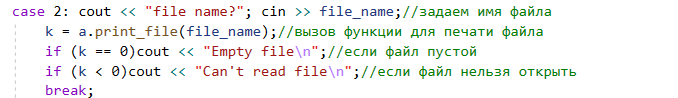 case 2: cout << "file name?"; cin >> file_name;//задаем имя файла
k = a.print_file(file_name);//вызов функции для печати файла
if (k == 0)cout << "Empty file\n";//если файл пустой
if (k < 0)cout << "Can't read file\n";//если файл нельзя открыть
break;